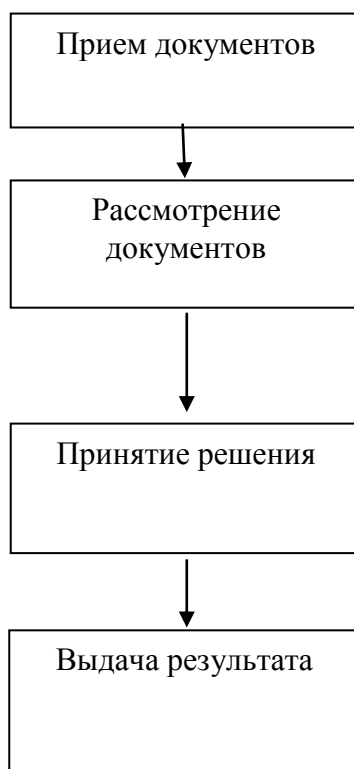 Прием документов
Рассмотрение
документов
Принятие решения
Выдача результата